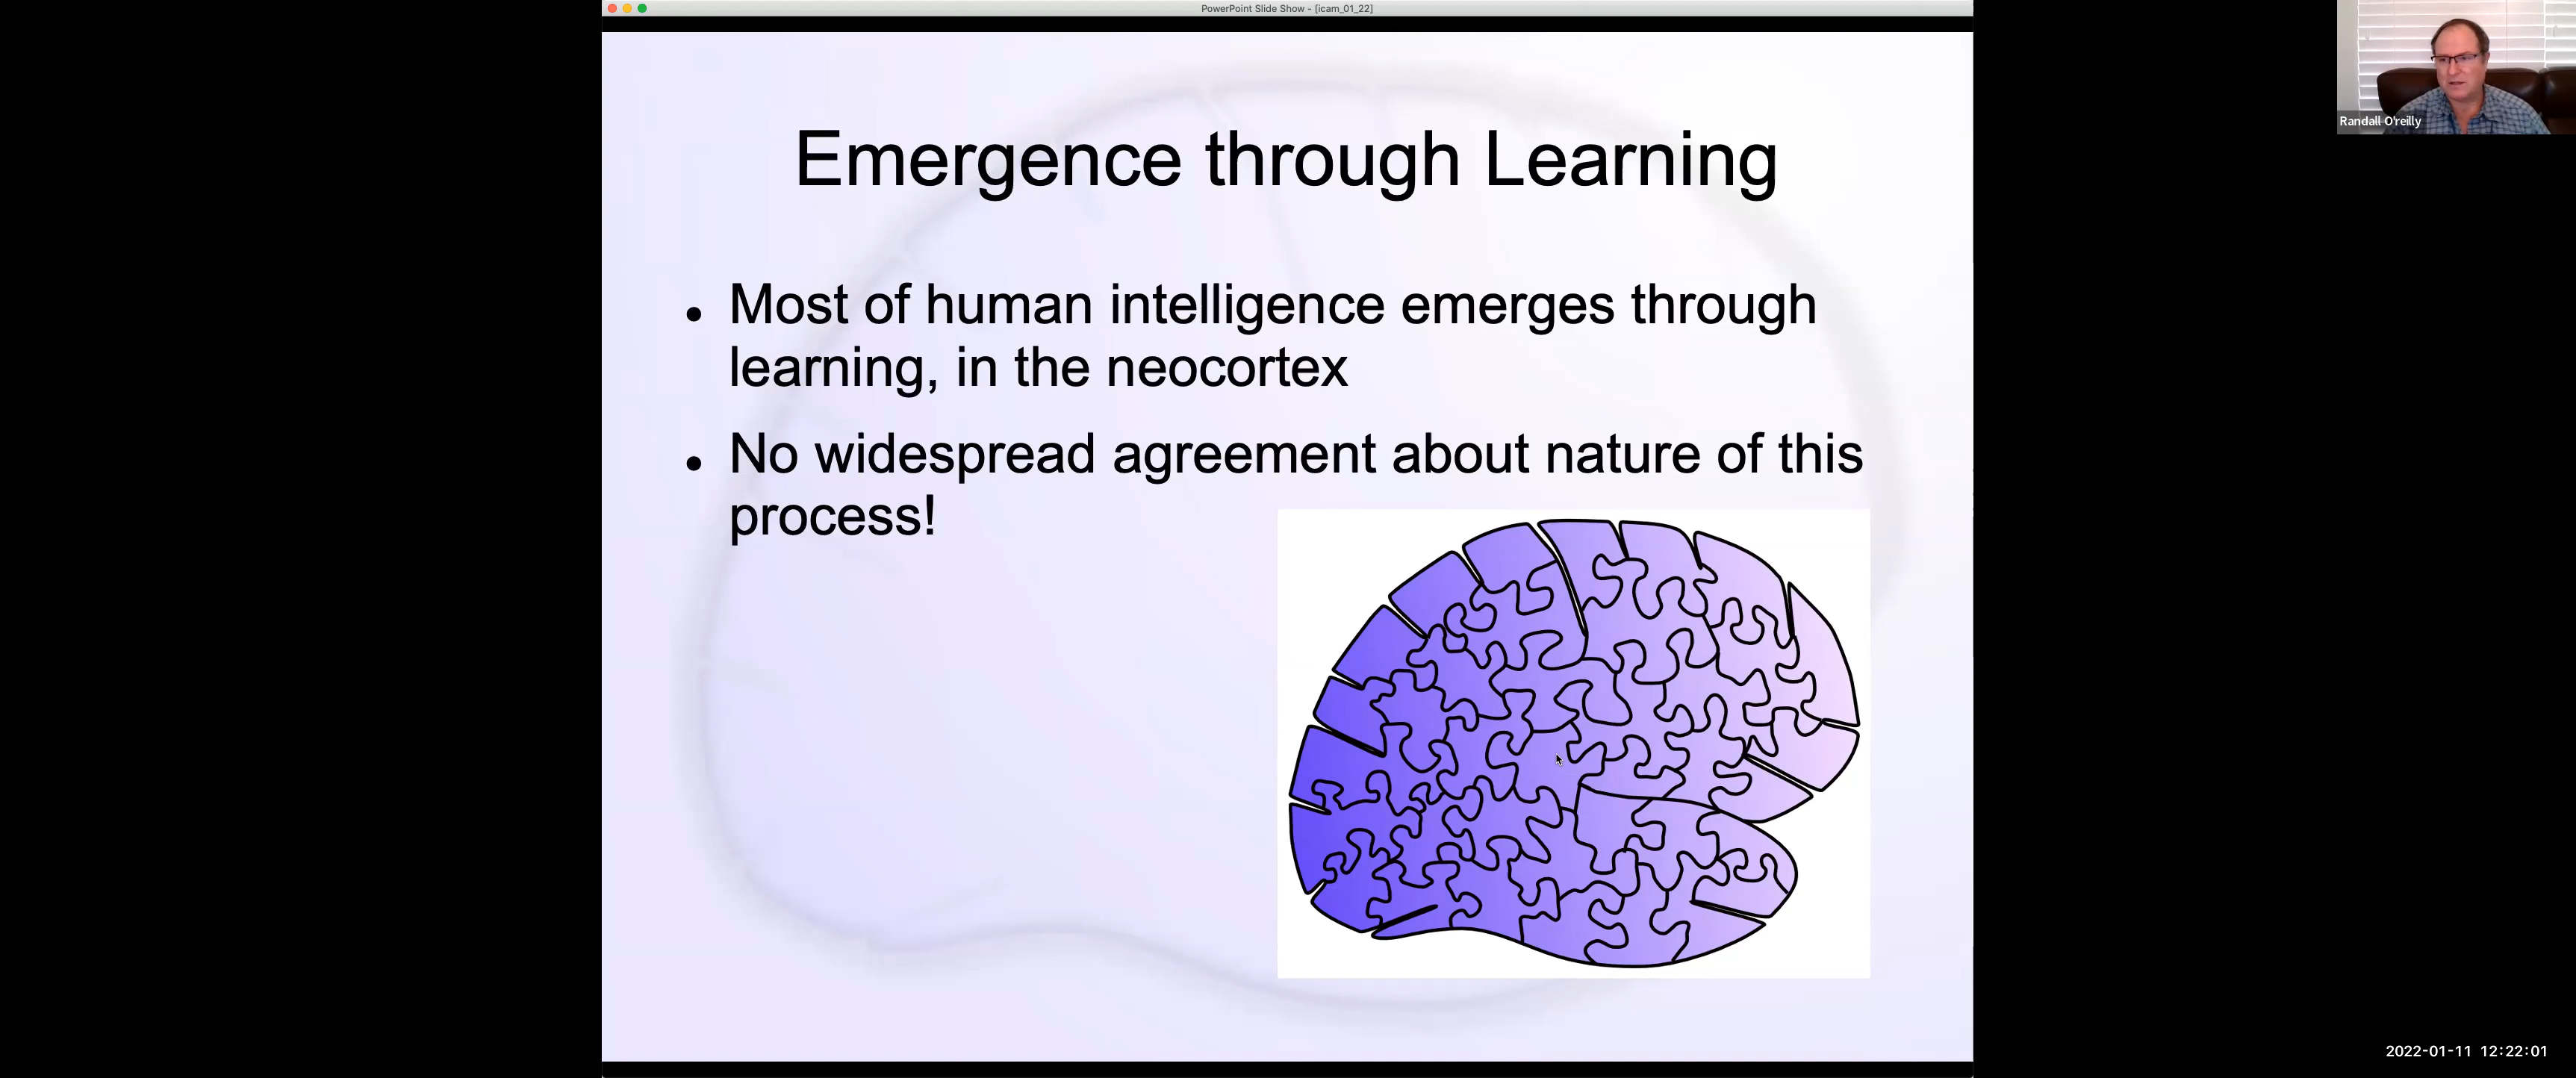 PowerPoint Slide Show - [icam_01_22]
Emergence through Learning
Most of human intelligence emerges through
learning, in the neocortex
No widespread agreement about nature of this
process!
Randall O'reilly
2022-01-11 12:22:01